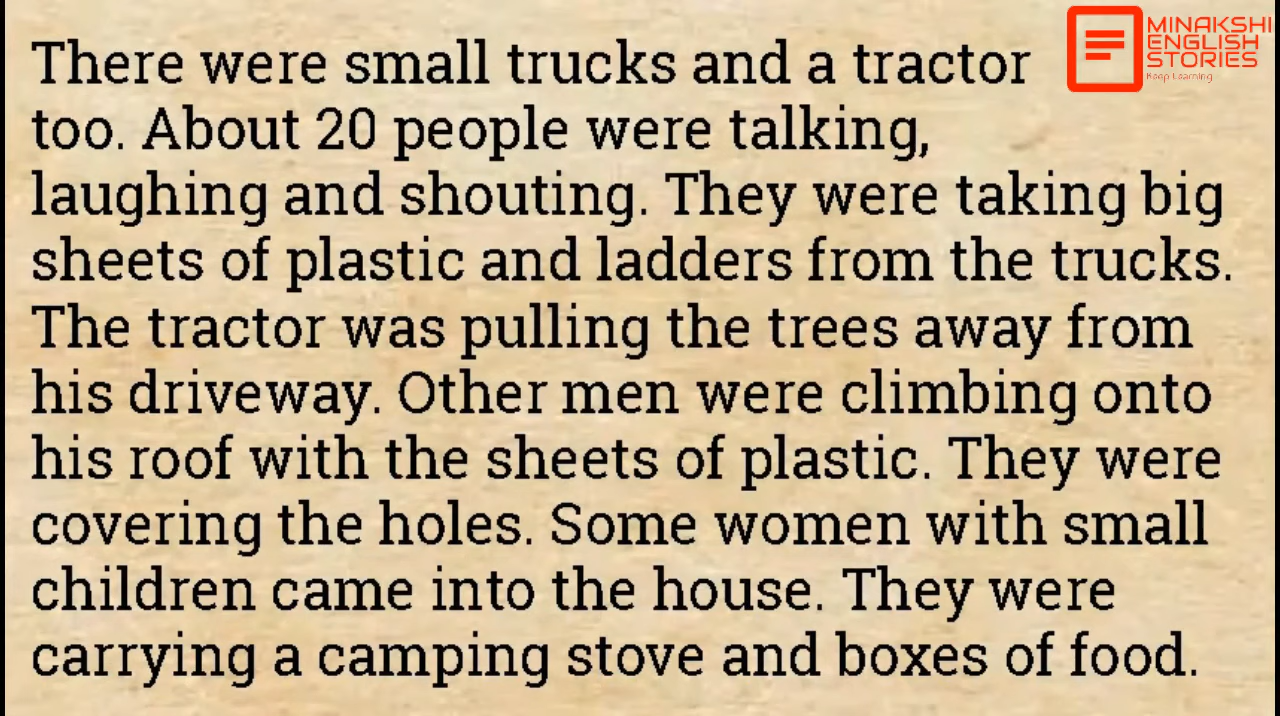 There were small trucks and a tractor
too. About 20 people were talking,
laughing and shouting. They were taking big
sheets of plastic and ladders from the trucks.
The tractor was pulling the trees away from
his driveway. Other men were climbing onto
his roof with the sheets of plastic. They were
covering the holes. Some women with small
children came into the house. They were
carrying a camping stove and boxes of food.
MINAKSHI
ENGLISH
STORIES
Keep Learning